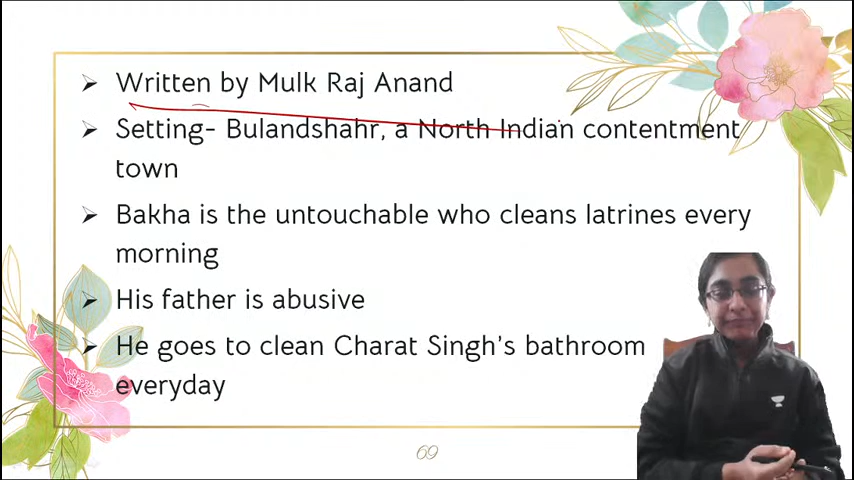 Written by Mulk Raj Anand
Setting- Bulandshahr, a North Indian contentment
town
Bakha is the untouchable who cleans latrines every
morning
His father is abusive
He goes to clean Charat Singh's bathroom
everyday
69